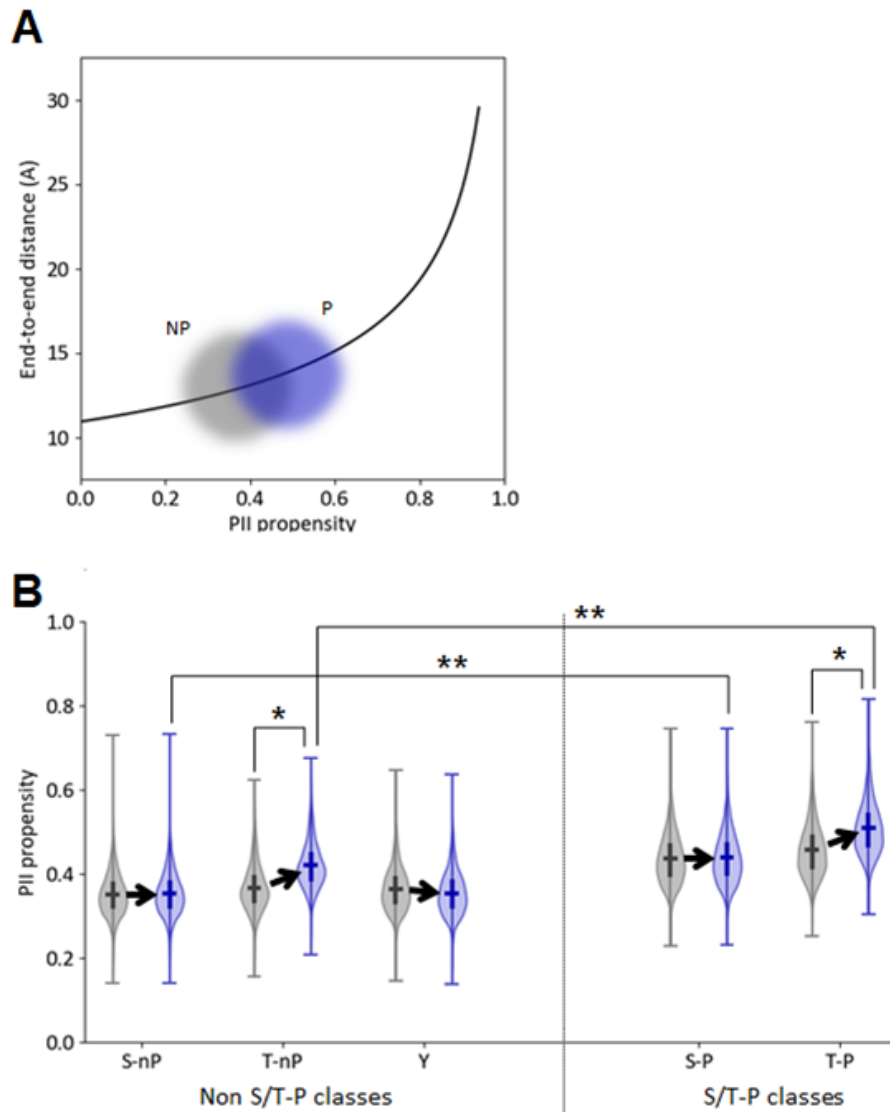 A
End-to-end distance (A)
30
25
20
15
10
NP
P
0.0 0.2 0.4 0.6 0.8 1.0
PII propensity
B
PII propensity
1.0
0.8
0.6
0.4
0.2
0.0
**
**
*
*
S-nP T-nP Y S-P T-P
Non S/T-P classes S/T-P classes